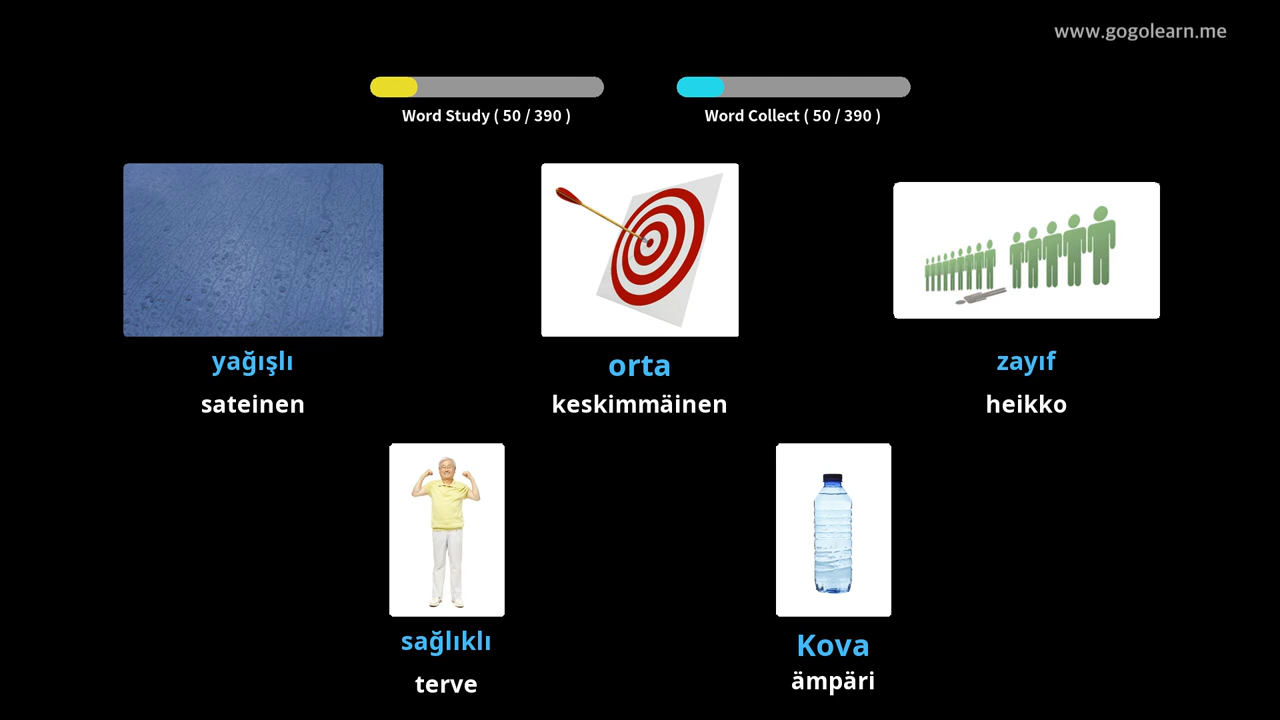 www.gogolearn.me
Word Study ( 50 / 390 )
Word Collect ( 50 / 390 )
yağışlı
sateinen
orta
keskimmäinen
zayıf
heikko
sağlıklı
terve
Kova
ämpäri